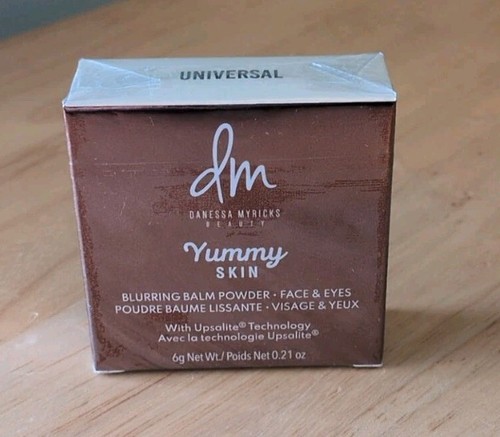 UNIVERSAL
dm
DANESSA MYRICKS
BEAUTY
Yummy
SKIN
BLURRING BALM POWDER • FACE & EYES
POUDRE BAUME LISSANTE • VISAGE & YEUX
With Upsalite® Technology
Avec la technologie Upsalite®
6g Net Wt./ Poids Net 0.21 oz